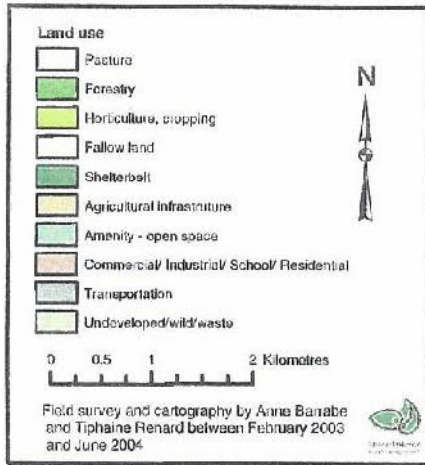 Land use
Pasture
N
Forestry
Horticulture, cropping
Fallow land
Shelterbelt
Agricultural infrastruture
Amenity - open space
Commercial/ Industrial/ School/ Residential
Transportation
Undeveloped/wild/waste
0 0.5 1 2 Kilometres
Field survey and cartography by Anne Barrabe
and Tiphaine Renard between February 2003
and June 2004